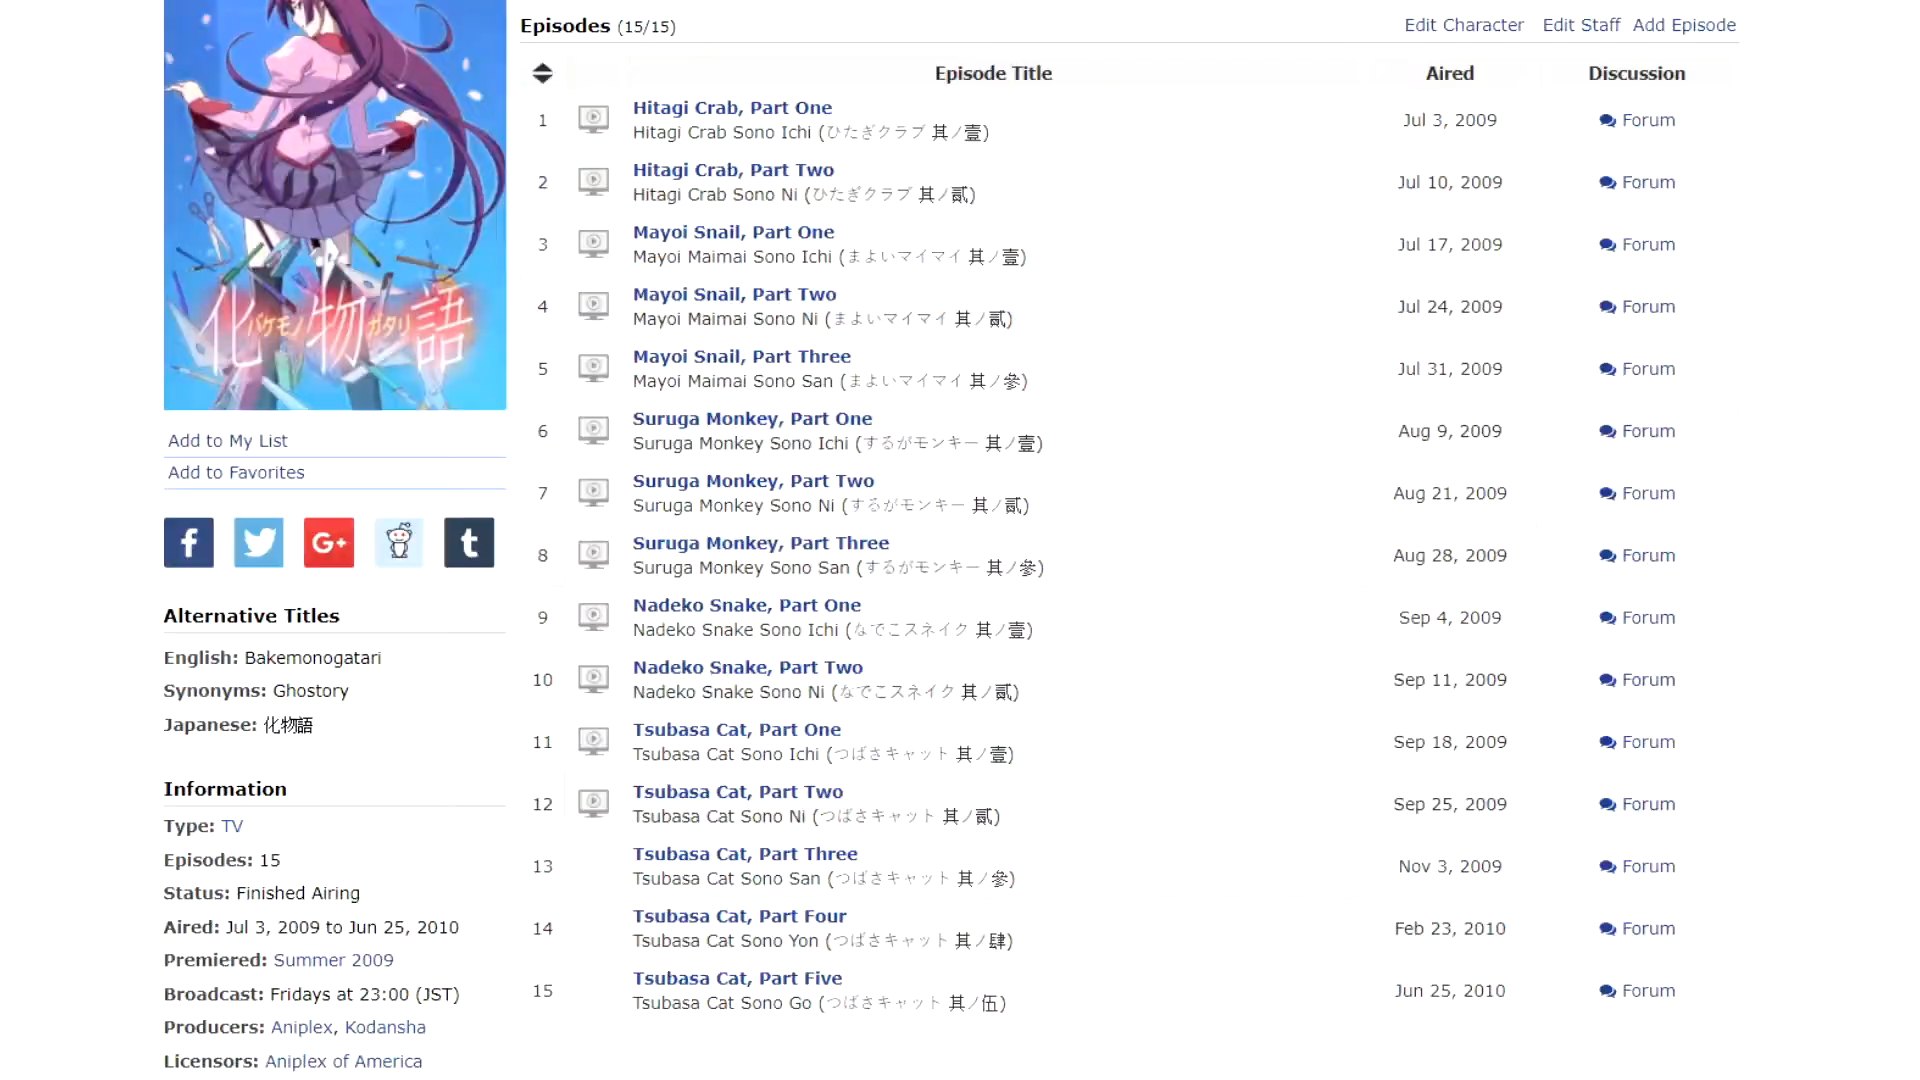 化物語
バケモノガタリ
Add to My List
Add to Favorites
f
G+
t
Alternative Titles
English: Bakemonogatari
Synonyms: Ghostory
Japanese: 化物語
Information
Type: TV
Episodes: 15
Status: Finished Airing
Aired: Jul 3, 2009 to Jun 25, 2010
Premiered: Summer 2009
Broadcast: Fridays at 23:00 (JST)
Producers: Aniplex, Kodansha
Licensors: Aniplex of America
Episodes (15/15) Edit Character Edit Staff Add Episode
Episode Title Aired Discussion
Hitagi Crab, Part One
1 Jul 3, 2009 Forum
Hitagi Crab Sono Ichi (ひたぎクラブ 其ノ壹)
Hitagi Crab, Part Two
2 Jul 10, 2009 Forum
Hitagi Crab Sono Ni (ひたぎクラブ 其ノ貳)
Mayoi Snail, Part One
3 Jul 17, 2009 Forum
Mayoi Maimai Sono Ichi (まよいマイマイ 其ノ壹)
Mayoi Snail, Part Two
4 Jul 24, 2009 Forum
Mayoi Maimai Sono Ni (まよいマイマイ 其ノ貳)
Mayoi Snail, Part Three
5 Jul 31, 2009 Forum
Mayoi Maimai Sono San (まよいマイマイ 其ノ參)
Suruga Monkey, Part One
6 Aug 9, 2009 Forum
Suruga Monkey Sono Ichi (するがモンキー 其ノ壹)
Suruga Monkey, Part Two
7 Aug 21, 2009 Forum
Suruga Monkey Sono Ni (するがモンキー 其ノ貳)
Suruga Monkey, Part Three
8 Aug 28, 2009 Forum
Suruga Monkey Sono San (するがモンキー 其ノ參)
Nadeko Snake, Part One
9 Sep 4, 2009 Forum
Nadeko Snake Sono Ichi (なでこスネイク 其ノ壹)
Nadeko Snake, Part Two
10 Sep 11, 2009 Forum
Nadeko Snake Sono Ni (なでこスネイク 其ノ貳)
Tsubasa Cat, Part One
11 Sep 18, 2009 Forum
Tsubasa Cat Sono Ichi (つばさキャット 其ノ壹)
Tsubasa Cat, Part Two
12 Sep 25, 2009 Forum
Tsubasa Cat Sono Ni (つばさキャット 其ノ貳)
Tsubasa Cat, Part Three
13 Nov 3, 2009 Forum
Tsubasa Cat Sono San (つばさキャット 其ノ參)
Tsubasa Cat, Part Four
14 Feb 23, 2010 Forum
Tsubasa Cat Sono Yon (つばさキャット 其ノ肆)
Tsubasa Cat, Part Five
15 Jun 25, 2010 Forum
Tsubasa Cat Sono Go (つばさキャット 其ノ伍)